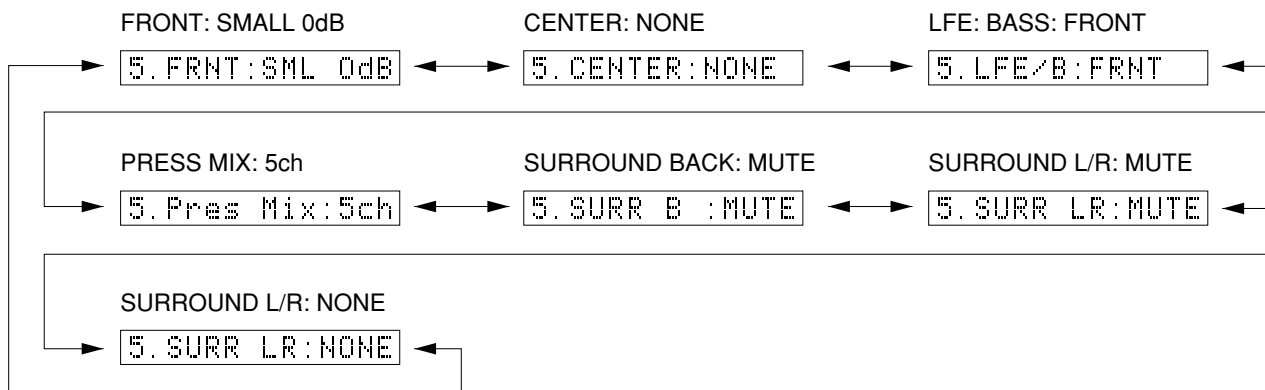 FRONT: SMALL 0dB
CENTER: NONE
LFE: BASS: FRONT
5.FRNT:SML 0dB
5.CENTER:NONE
5.LFE/B:FRNT
PRESS MIX: 5ch
SURROUND BACK: MUTE
SURROUND L/R: MUTE
5.Pres Mix:5ch
5.SURR B :MUTE
5.SURR LR:MUTE
SURROUND L/R: NONE
5.SURR LR:NONE